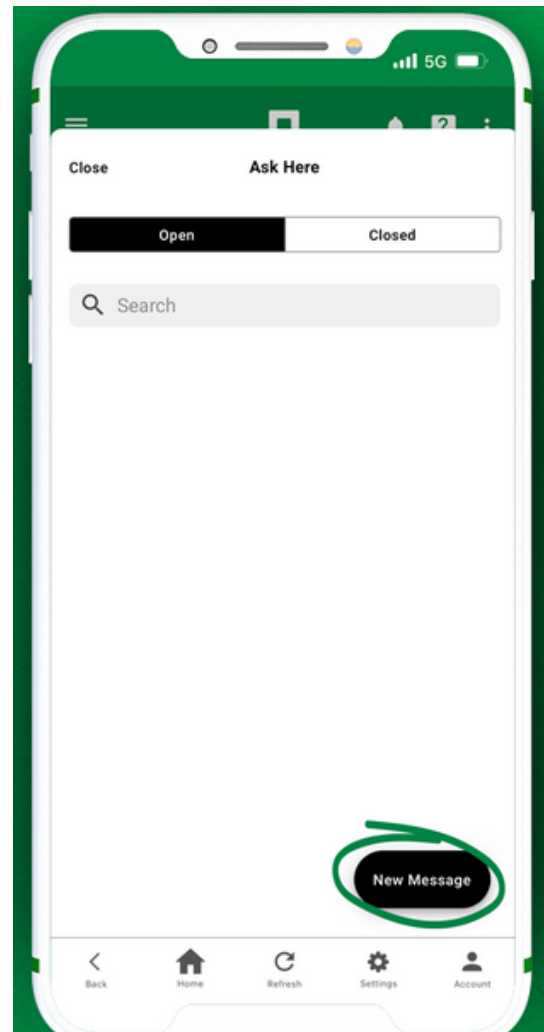 5G
?
Close Ask Here
Open Closed
Search
New Message
Back Home Refresh Settings Account